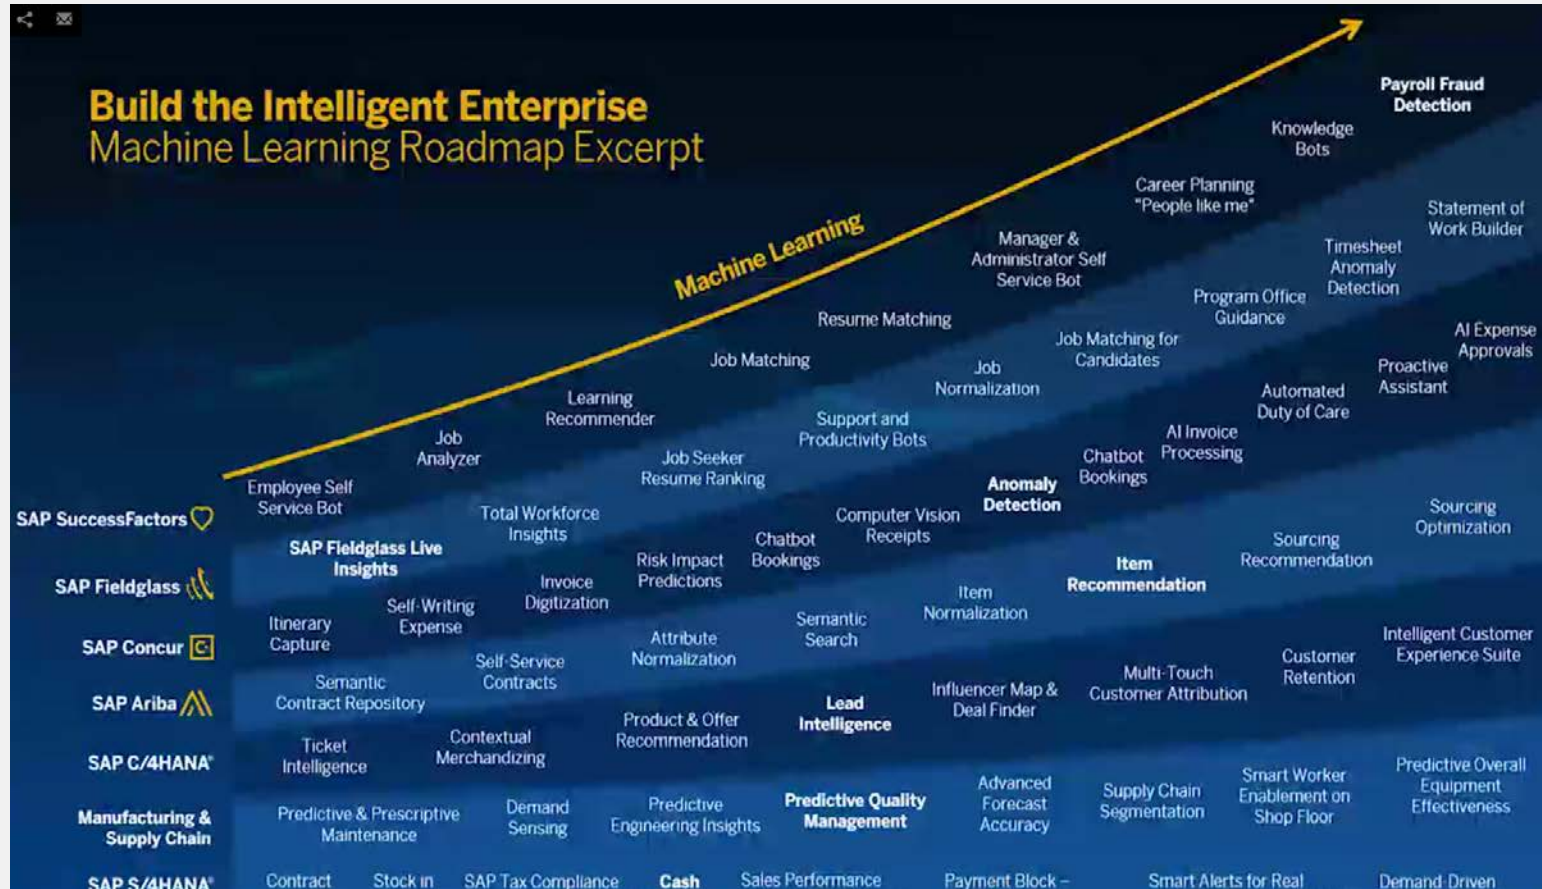 Build the Intelligent Enterprise
Machine Learning Roadmap Excerpt
Machine Learning
SAP SuccessFactors
Employee Self
Service Bot
Job
Analyzer
Learning
Recommender
Job Matching
Resume Matching
Manager &
Administrator Self
Service Bot
Career Planning
"People like me"
Knowledge
Bots
Payroll Fraud
Detection
SAP Fieldglass
SAP Fieldglass Live
Insights
Total Workforce
Insights
Job Seeker
Resume Ranking
Support and
Productivity Bots
Job
Normalization
Job Matching for
Candidates
Program Office
Guidance
Timesheet
Anomaly
Detection
Statement of
Work Builder
SAP Concur
Itinerary
Capture
Self-Writing
Expense
Invoice
Digitization
Risk Impact
Predictions
Chatbot
Bookings
Computer Vision
Receipts
Anomaly
Detection
Chatbot
Bookings
AI Invoice
Processing
Automated
Duty of Care
Proactive
Assistant
AI Expense
Approvals
SAP Ariba
Semantic
Contract Repository
Self-Service
Contracts
Attribute
Normalization
Semantic
Search
Item
Normalization
Item
Recommendation
Sourcing
Recommendation
Sourcing
Optimization
SAP C/4HANA®
Ticket
Intelligence
Contextual
Merchandizing
Product & Offer
Recommendation
Lead
Intelligence
Influencer Map &
Deal Finder
Multi-Touch
Customer Attribution
Customer
Retention
Intelligent Customer
Experience Suite
Manufacturing &
Supply Chain
Predictive & Prescriptive
Maintenance
Demand
Sensing
Predictive
Engineering Insights
Predictive Quality
Management
Advanced
Forecast
Accuracy
Supply Chain
Segmentation
Smart Worker
Enablement on
Shop Floor
Predictive Overall
Equipment
Effectiveness
SAP S/4HANA®
Contract
Stock in
SAP Tax Compliance
Cash
Sales Performance
Payment Block –
Smart Alerts for Real
Demand-Driven